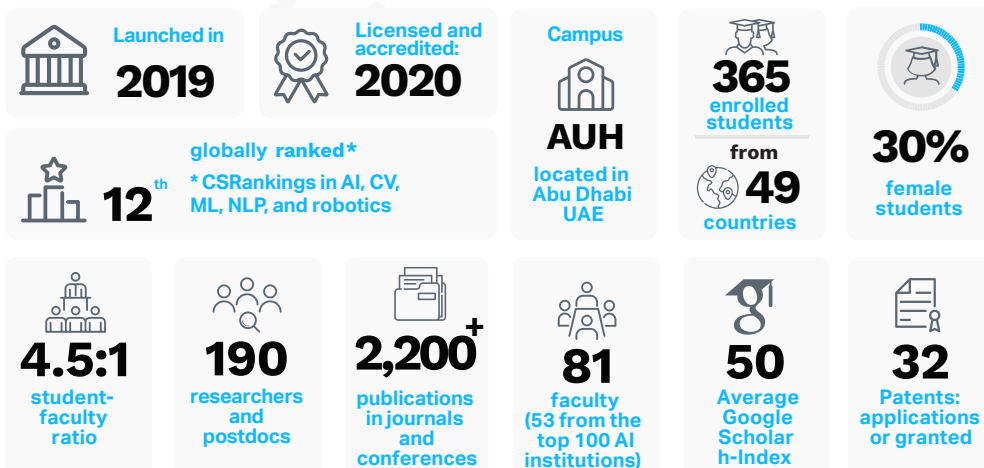 Launched in
2019
Licensed and
accredited:
2020
12th
globally ranked*
* CSRankings in AI, CV,
ML, NLP, and robotics
Campus
AUH
located in
Abu Dhabi
UAE
365
enrolled
students
from
49
countries
30%
female
students
4.5:1
student-
faculty
ratio
190
researchers
and
postdocs
2,200+
publications
in journals
and
conferences
81
faculty
(53 from the
top 100 AI
institutions)
g
50
Average
Google
Scholar
h-Index
32
Patents:
applications
or granted